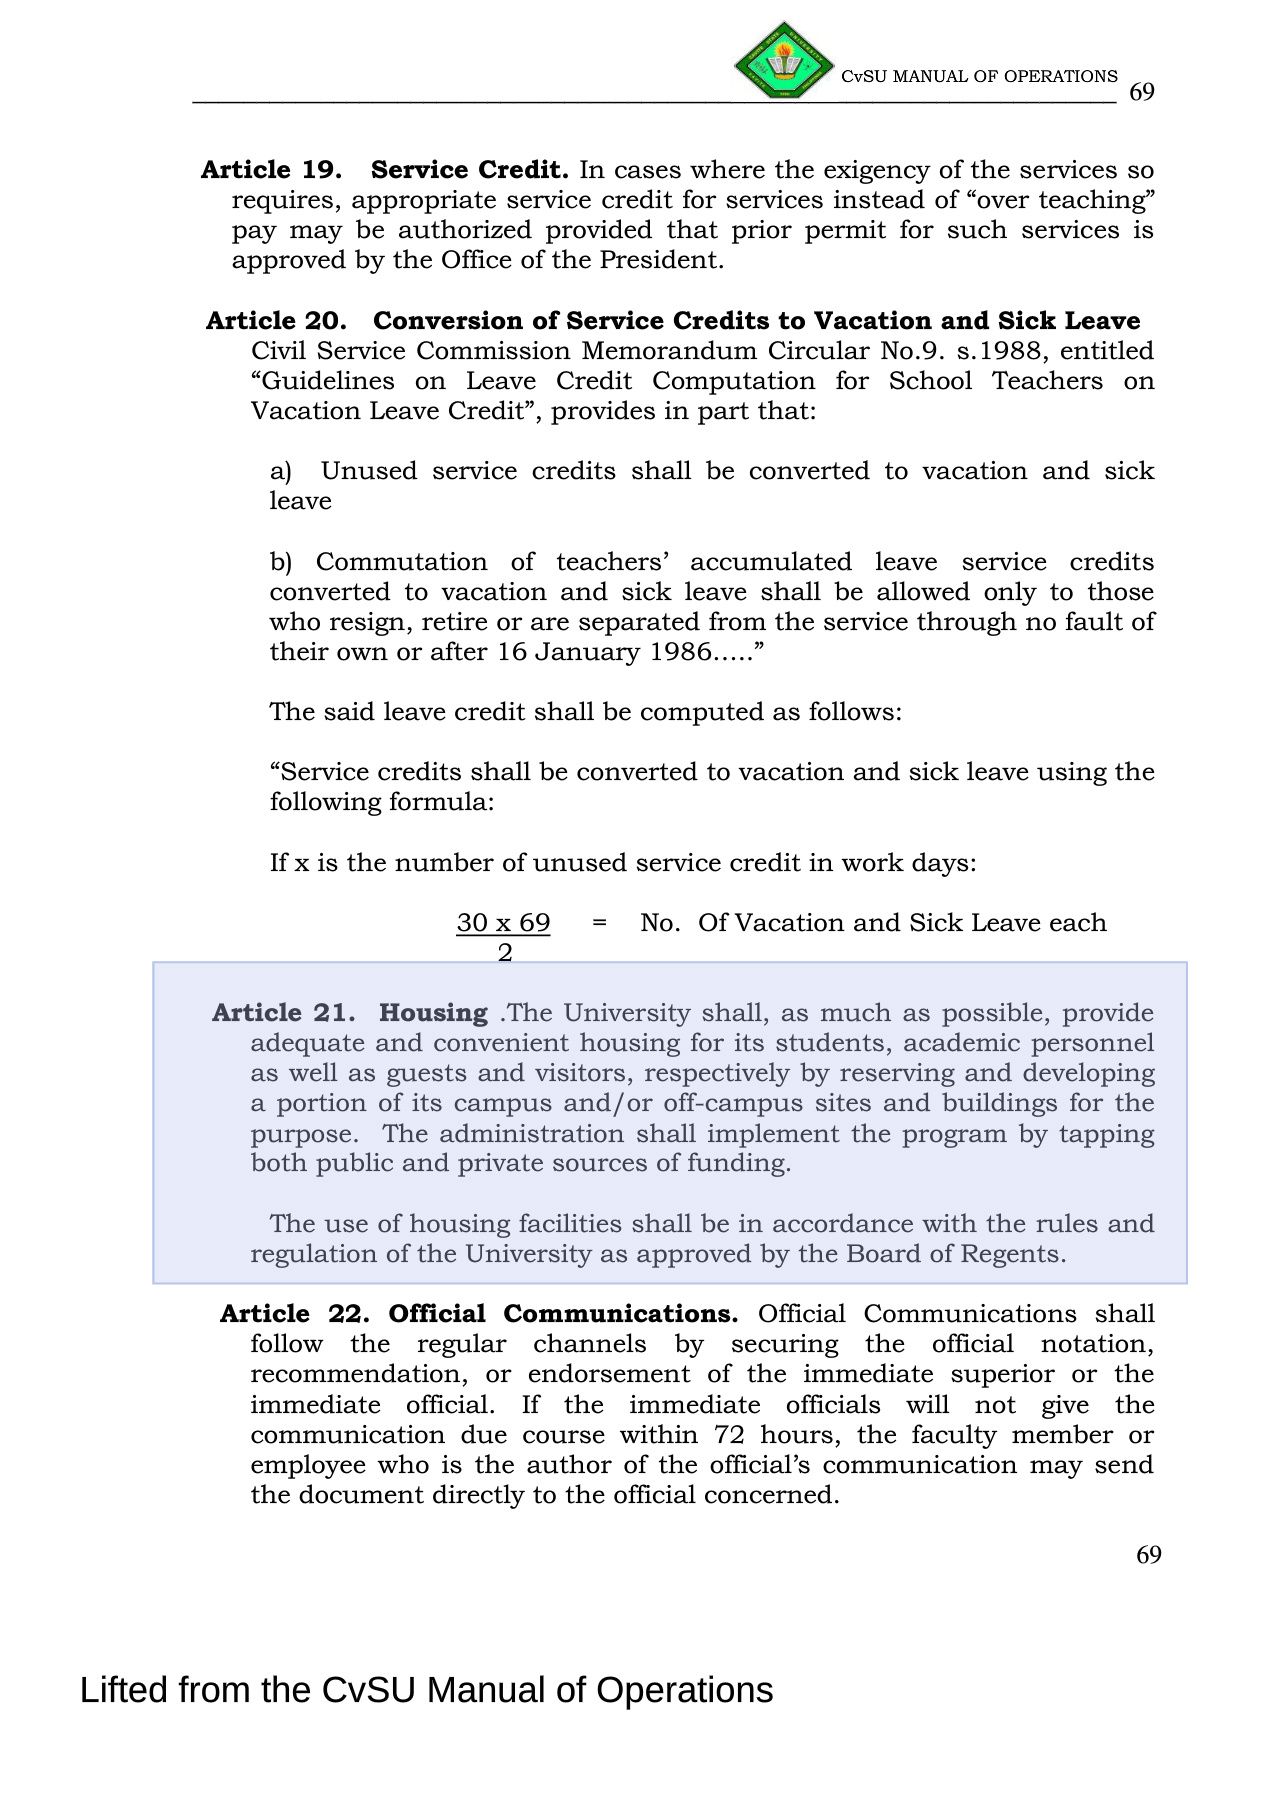 CvSU MANUAL OF OPERATIONS
69
Article 19. Service Credit. In cases where the exigency of the services so
requires, appropriate service credit for services instead of “over teaching”
pay may be authorized provided that prior permit for such services is
approved by the Office of the President.
Article 20. Conversion of Service Credits to Vacation and Sick Leave
Civil Service Commission Memorandum Circular No.9. s.1988, entitled
“Guidelines on Leave Credit Computation for School Teachers on
Vacation Leave Credit”, provides in part that:
a) Unused service credits shall be converted to vacation and sick
leave
b) Commutation of teachers’ accumulated leave service credits
converted to vacation and sick leave shall be allowed only to those
who resign, retire or are separated from the service through no fault of
their own or after 16 January 1986.....”
The said leave credit shall be computed as follows:
“Service credits shall be converted to vacation and sick leave using the
following formula:
If x is the number of unused service credit in work days:
30 x 69 = No. Of Vacation and Sick Leave each
2
Article 21. Housing .The University shall, as much as possible, provide
adequate and convenient housing for its students, academic personnel
as well as guests and visitors, respectively by reserving and developing
a portion of its campus and/or off-campus sites and buildings for the
purpose. The administration shall implement the program by tapping
both public and private sources of funding.
The use of housing facilities shall be in accordance with the rules and
regulation of the University as approved by the Board of Regents.
Article 22. Official Communications. Official Communications shall
follow the regular channels by securing the official notation,
recommendation, or endorsement of the immediate superior or the
immediate official. If the immediate officials will not give the
communication due course within 72 hours, the faculty member or
employee who is the author of the official’s communication may send
the document directly to the official concerned.
69
Lifted from the CvSU Manual of Operations